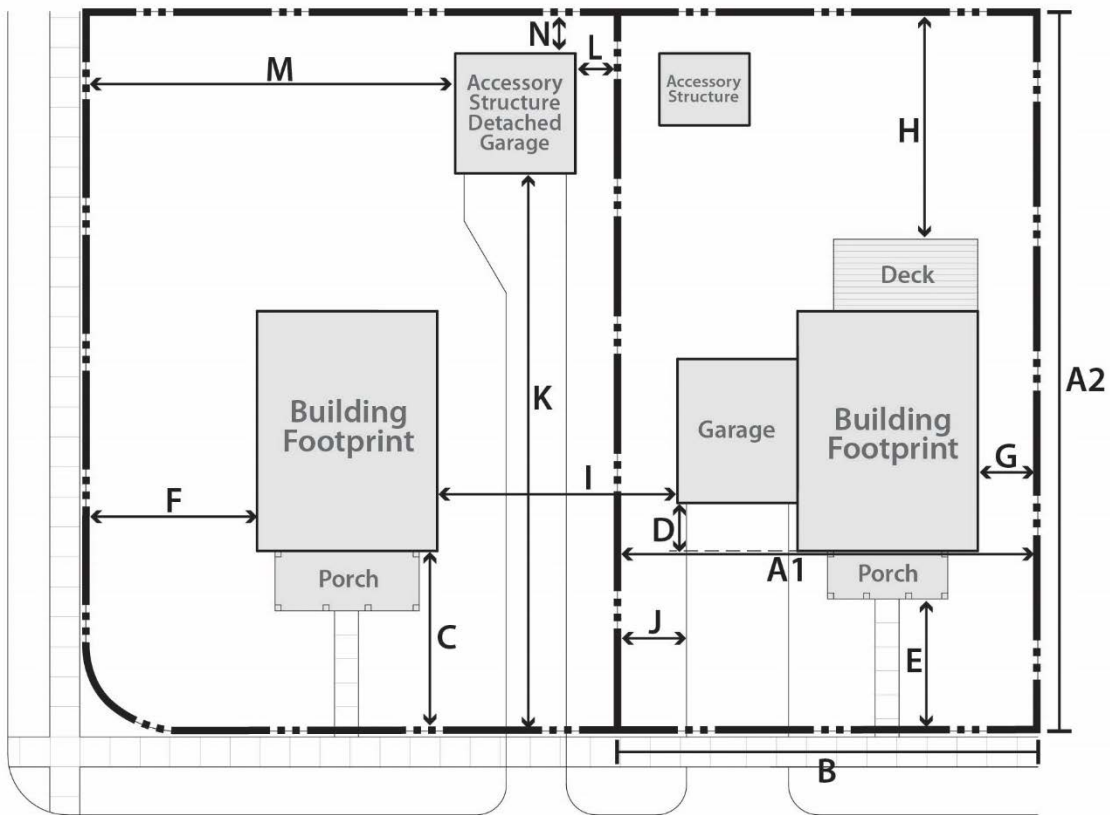 N
L
M
Accessory
Structure
Detached
Garage
Accessory
Structure
H
Deck
A2
K
Building
Footprint
Garage
Building
Footprint
G
I
F
D
A1
Porch
Porch
C
J
E
B